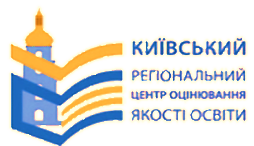 КИЇВСЬКИЙ
РЕГІОНАЛЬНИЙ
ЦЕНТР ОЦІНЮВАННЯ
ЯКОСТІ ОСВІТИ